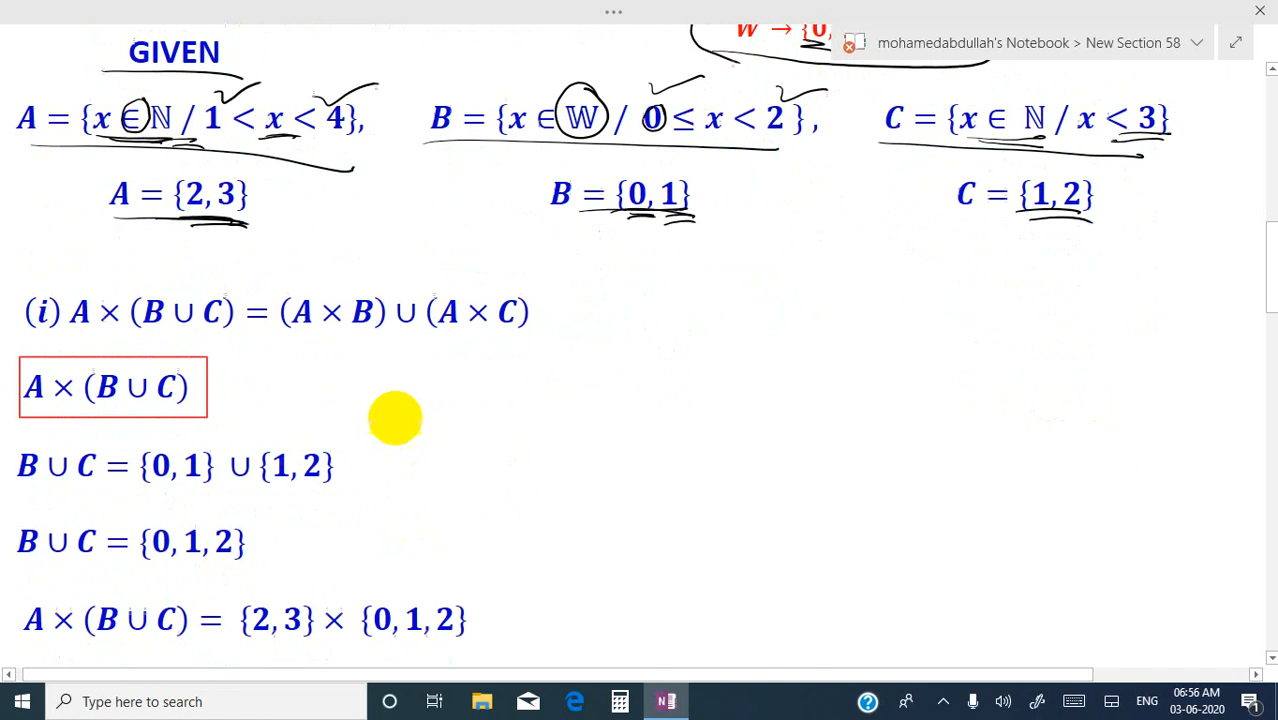 W → {0,
mohamedabdullah's Notebook > New Section 58
GIVEN
A = {x ∈ ℕ / 1 < x < 4}, B = {x ∈ 𝕎 / 0 ≤ x < 2 }, C = {x ∈ ℕ / x < 3}
A = {2, 3} B = {0, 1} C = {1, 2}
(i) A × (B ∪ C) = (A × B) ∪ (A × C)
A × (B ∪ C)
B ∪ C = {0, 1} ∪ {1, 2}
B ∪ C = {0, 1, 2}
A × (B ∪ C) = {2, 3} × {0, 1, 2}
Type here to search
ENG
06:56 AM
03-06-2020